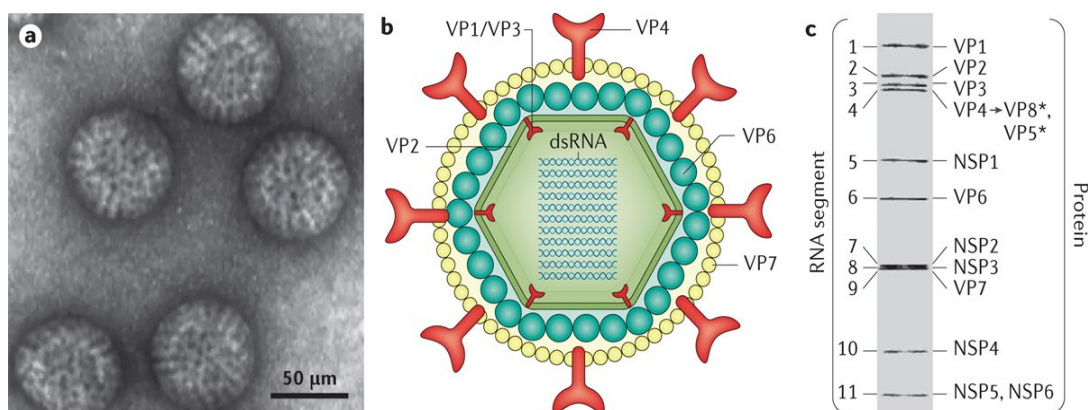 a
50 µm
b
VP1/VP3
VP4
dsRNA
VP2
VP6
VP7
c
RNA segment
1 VP1
2 VP2
3 VP3
4 VP4→VP8*,
VP5*
5 NSP1
6 VP6
7 NSP2
8 NSP3
9 VP7
10 NSP4
11 NSP5, NSP6
Protein